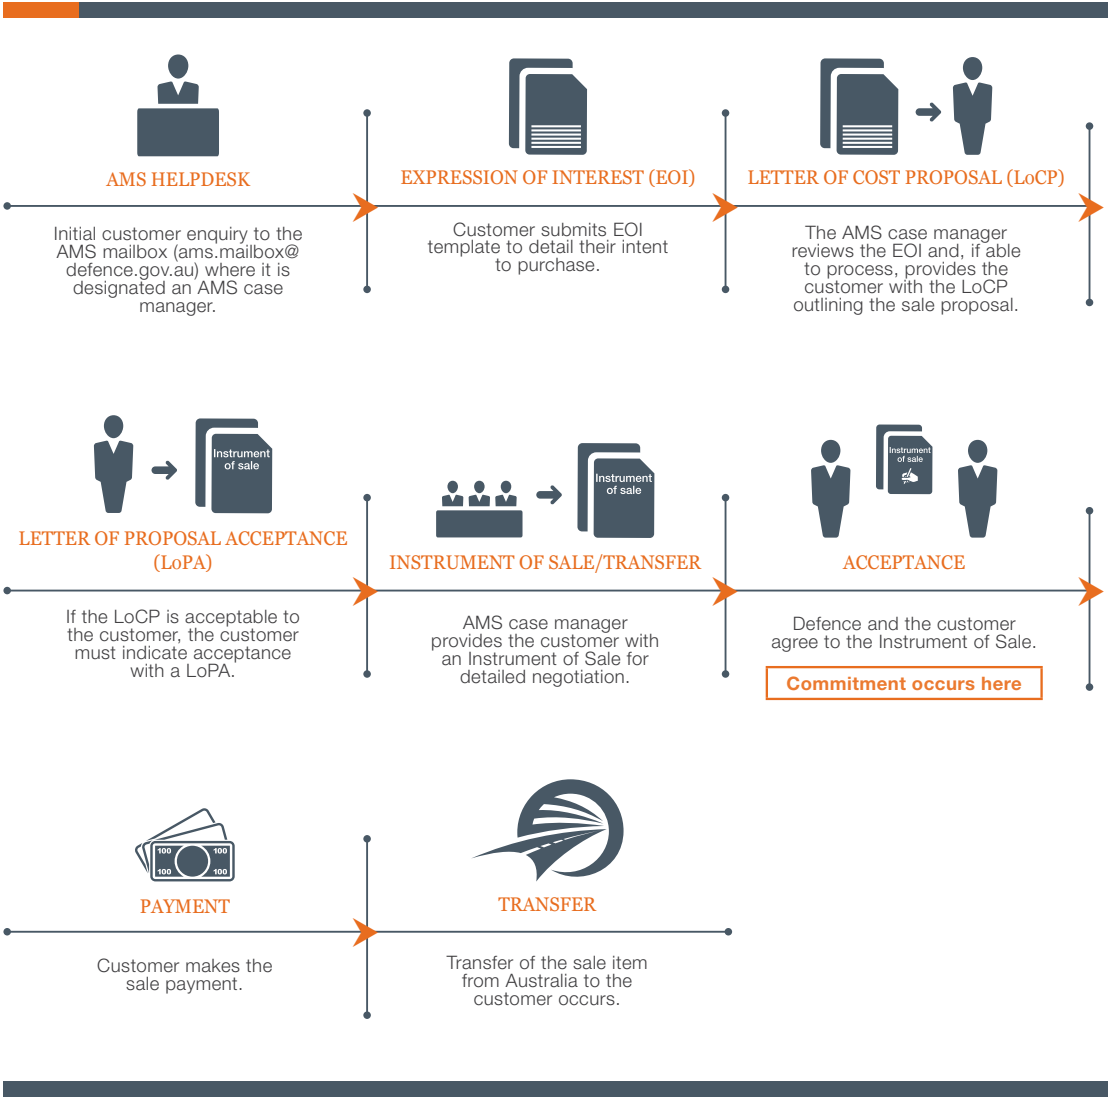 AMS HELPDESK
Initial customer enquiry to the
AMS mailbox (ams.mailbox@
defence.gov.au) where it is
designated an AMS case
manager.
EXPRESSION OF INTEREST (EOI)
Customer submits EOI
template to detail their intent
to purchase.
LETTER OF COST PROPOSAL (LoCP)
The AMS case manager
reviews the EOI and, if able
to process, provides the
customer with the LoCP
outlining the sale proposal.
Instrument
of sale
LETTER OF PROPOSAL ACCEPTANCE
(LoPA)
If the LoCP is acceptable to
the customer, the customer
must indicate acceptance
with a LoPA.
Instrument
of sale
INSTRUMENT OF SALE/TRANSFER
AMS case manager
provides the customer with
an Instrument of Sale for
detailed negotiation.
Instrument
of sale
ACCEPTANCE
Defence and the customer
agree to the Instrument of Sale.
Commitment occurs here
100 100
100 100
PAYMENT
Customer makes the
sale payment.
TRANSFER
Transfer of the sale item
from Australia to the
customer occurs.